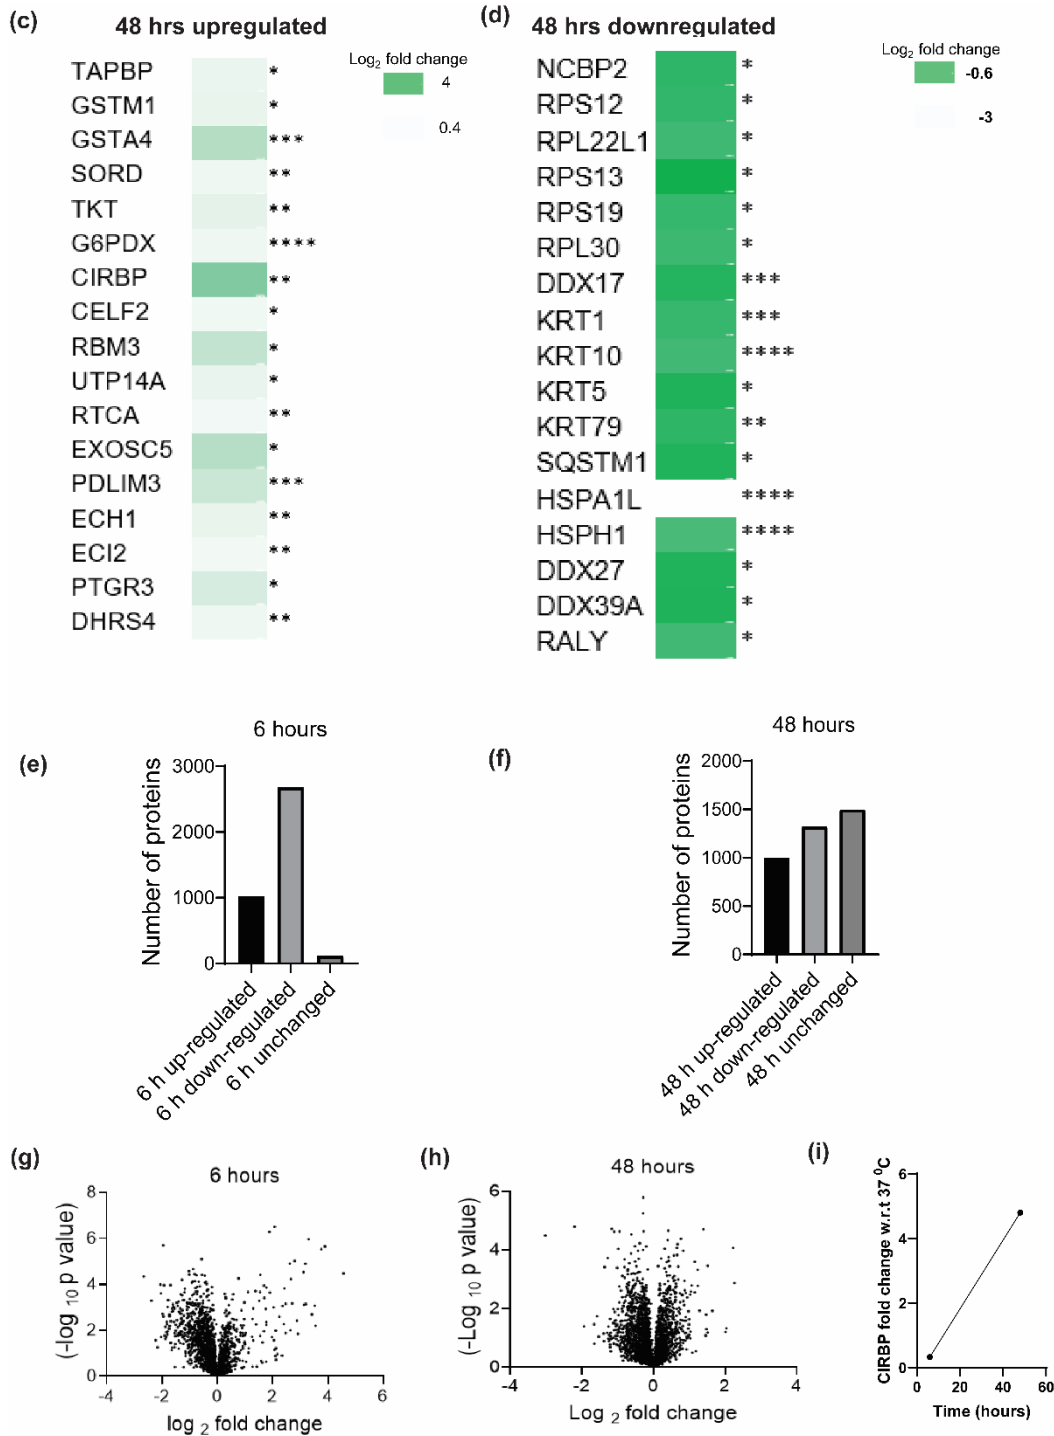 (c)
48 hrs upregulated
Log2 fold change
4
0.4
TAPBP *
GSTM1 *
GSTA4 ***
SORD **
TKT **
G6PDX ****
CIRBP **
CELF2 *
RBM3 *
UTP14A *
RTCA **
EXOSC5 *
PDLIM3 ***
ECH1 **
ECI2 **
PTGR3 *
DHRS4 **
(d)
48 hrs downregulated
Log2 fold change
-0.6
-3
NCBP2 *
RPS12 *
RPL22L1 *
RPS13 *
RPS19 *
RPL30 *
DDX17 ***
KRT1 ***
KRT10 ****
KRT5 *
KRT79 **
SQSTM1 *
HSPA1L ****
HSPH1 ****
DDX27 *
DDX39A *
RALY *
(e)
6 hours
Number of proteins
3000
2000
1000
0
6 h up-regulated
6 h down-regulated
6 h unchanged
(f)
48 hours
Number of proteins
2000
1500
1000
500
0
48 h up-regulated
48 h down-regulated
48 h unchanged
(g)
6 hours
(-log 10 p value)
8
6
4
2
0
-4 -2 0 2 4 6
log 2 fold change
(h)
48 hours
(-Log 10 p value)
6
4
2
0
-4 -2 0 2 4
Log 2 fold change
(i)
CIRBP fold change w.r.t 37 0C
6
4
2
0
0 20 40 60
Time (hours)